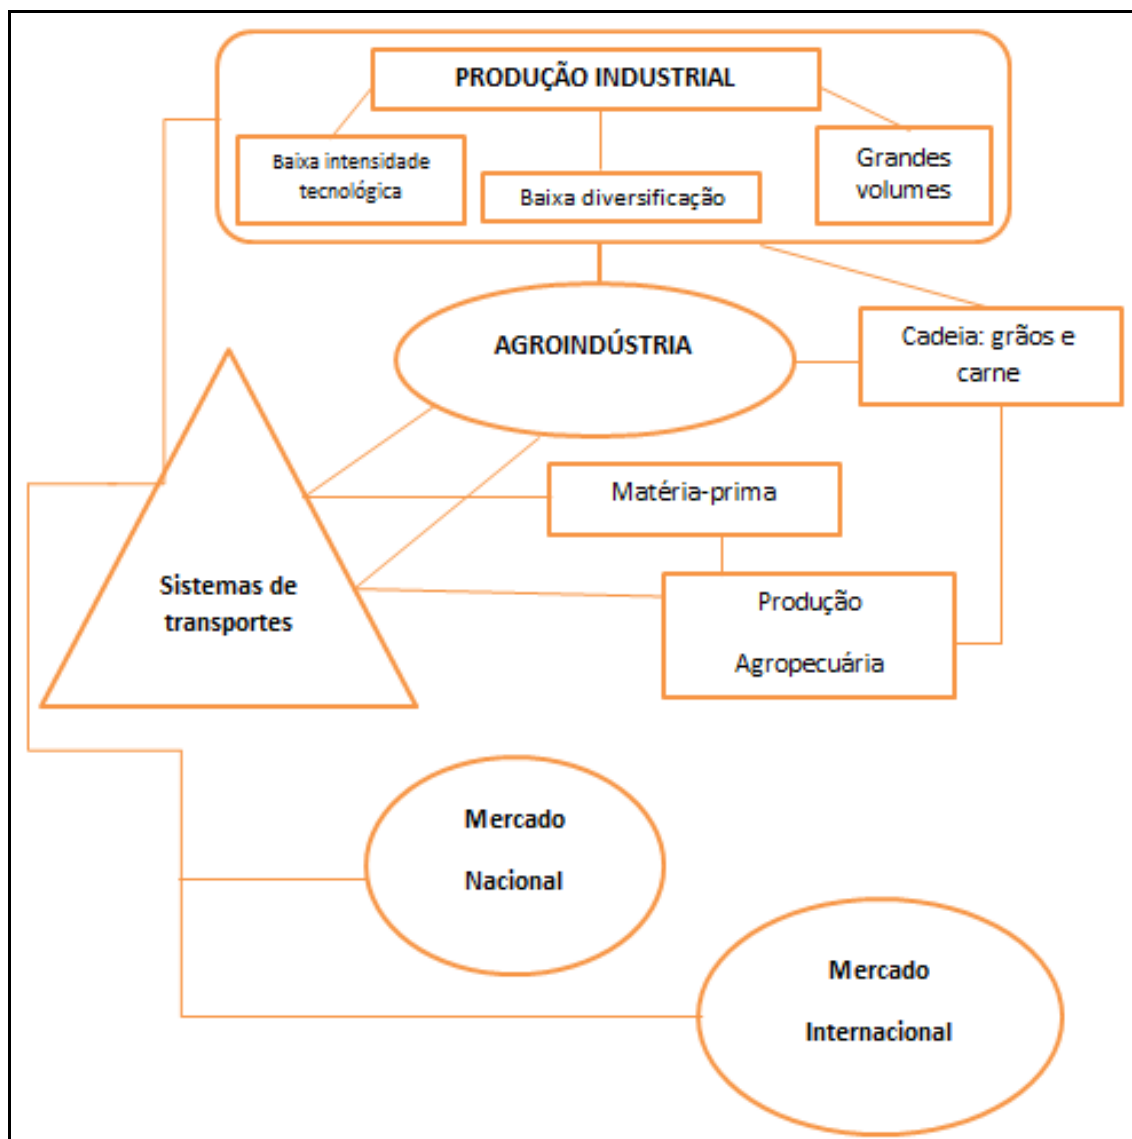 PRODUÇÃO INDUSTRIAL
Baixa intensidade
tecnológica
Baixa diversificação
Grandes
volumes
AGROINDÚSTRIA
Cadeia: grãos e
carne
Matéria-prima
Sistemas de
transportes
Produção
Agropecuária
Mercado
Nacional
Mercado
Internacional